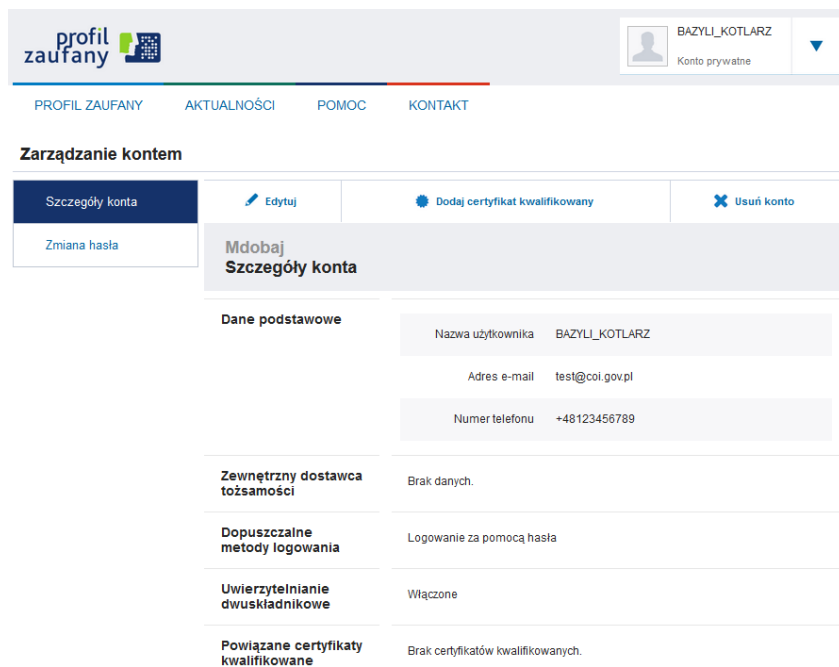 profil
zaufany
BAZYLI_KOTLARZ
Konto prywatne
PROFIL ZAUFANY AKTUALNOŚCI POMOC KONTAKT
Zarządzanie kontem
Szczegóły konta
Zmiana hasła
Edytuj Dodaj certyfikat kwalifikowany Usuń konto
Mdobaj
Szczegóły konta
Dane podstawowe
Nazwa użytkownika BAZYLI_KOTLARZ
Adres e-mail test@coi.gov.pl
Numer telefonu +48123456789
Zewnętrzny dostawca
tożsamości
Brak danych.
Dopuszczalne
metody logowania
Logowanie za pomocą hasła
Uwierzytelnianie
dwuskładnikowe
Włączone
Powiązane certyfikaty
kwalifikowane
Brak certyfikatów kwalifikowanych.